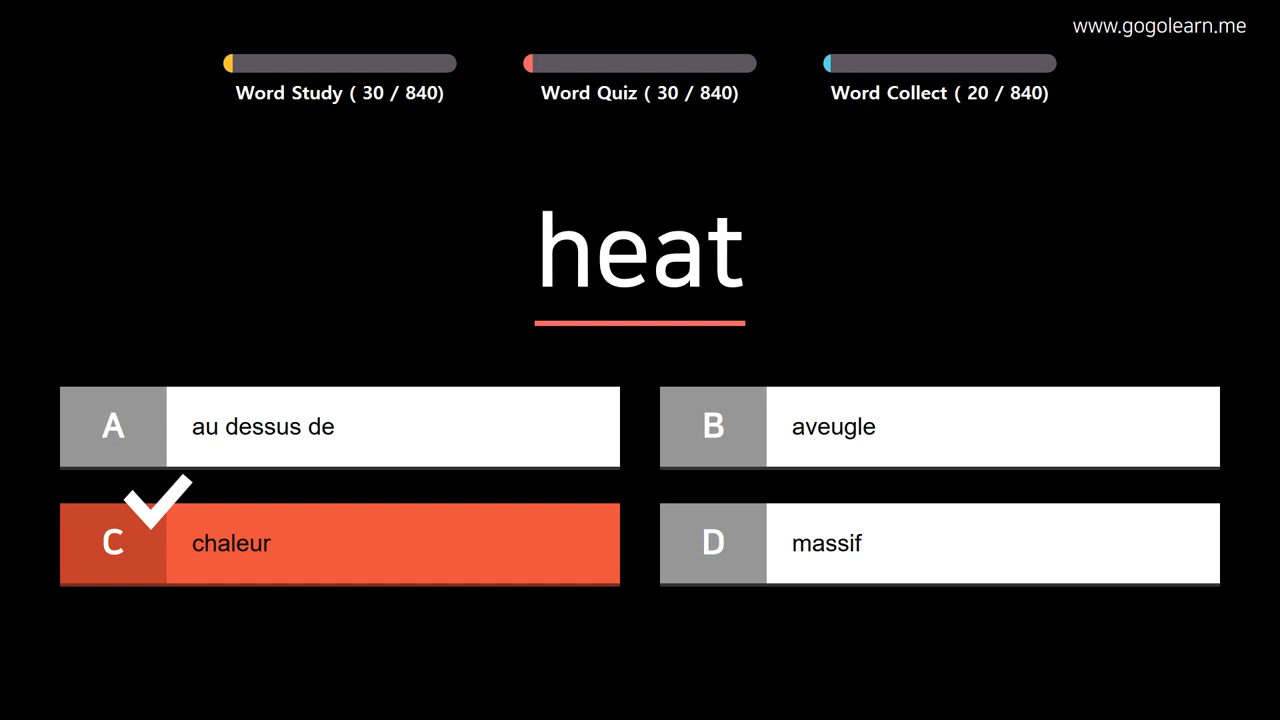 www.gogolearn.me
Word Study ( 30 / 840)
Word Quiz ( 30 / 840)
Word Collect ( 20 / 840)
heat
A
au dessus de
B
aveugle
C
chaleur
D
massif